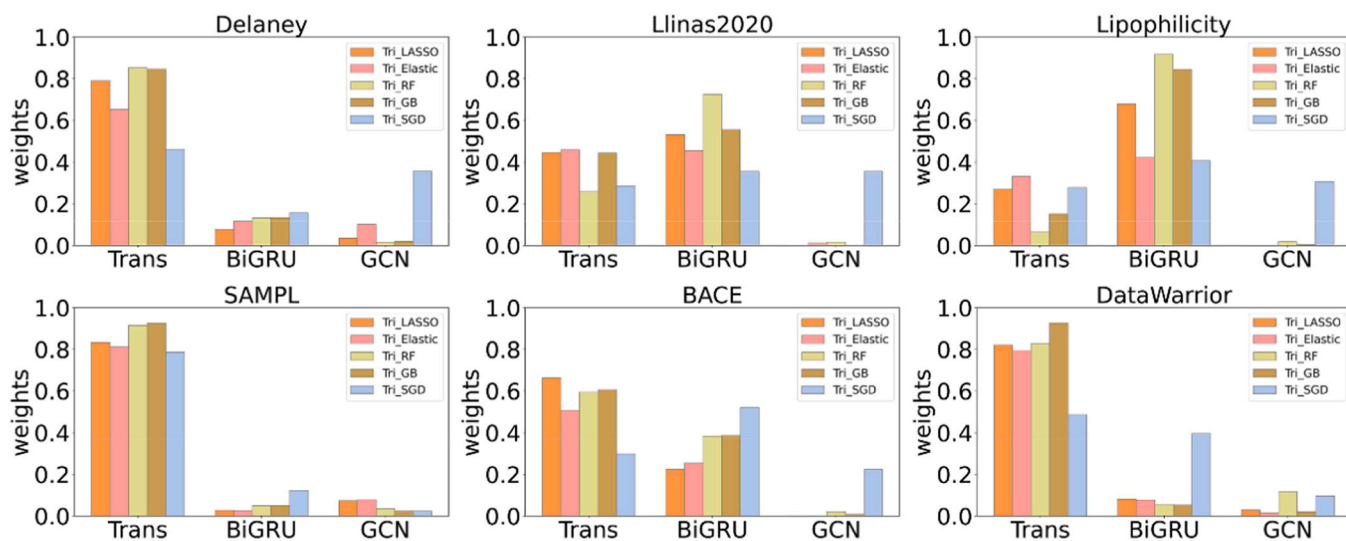 Delaney
1.0
0.8
0.6
0.4
0.2
0.0
weights
Tri_LASSO
Tri_Elastic
Tri_RF
Tri_GB
Tri_SGD
Trans BiGRU GCN
Llinas2020
1.0
0.8
0.6
0.4
0.2
0.0
weights
Tri_LASSO
Tri_Elastic
Tri_RF
Tri_GB
Tri_SGD
Trans BiGRU GCN
Lipophilicity
1.0
0.8
0.6
0.4
0.2
0.0
weights
Tri_LASSO
Tri_Elastic
Tri_RF
Tri_GB
Tri_SGD
Trans BiGRU GCN
SAMPL
1.0
0.8
0.6
0.4
0.2
0.0
weights
Tri_LASSO
Tri_Elastic
Tri_RF
Tri_GB
Tri_SGD
Trans BiGRU GCN
BACE
1.0
0.8
0.6
0.4
0.2
0.0
weights
Tri_LASSO
Tri_Elastic
Tri_RF
Tri_GB
Tri_SGD
Trans BiGRU GCN
DataWarrior
1.0
0.8
0.6
0.4
0.2
0.0
weights
Tri_LASSO
Tri_Elastic
Tri_RF
Tri_GB
Tri_SGD
Trans BiGRU GCN